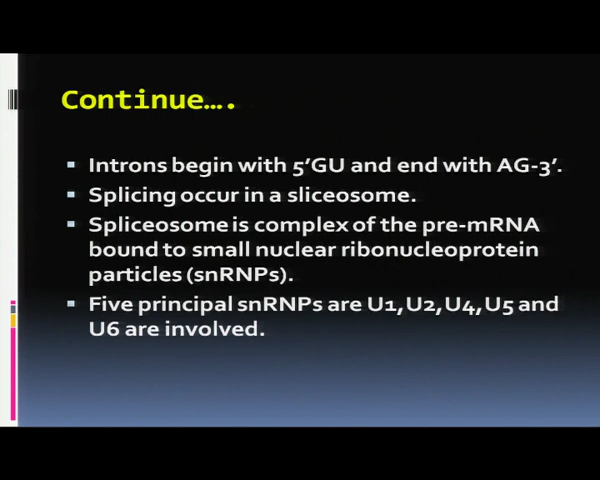 Continue….
Introns begin with 5’GU and end with AG-3’.
Splicing occur in a sliceosome.
Spliceosome is complex of the pre-mRNA
bound to small nuclear ribonucleoprotein
particles (snRNPs).
Five principal snRNPs are U1,U2,U4,U5 and
U6 are involved.